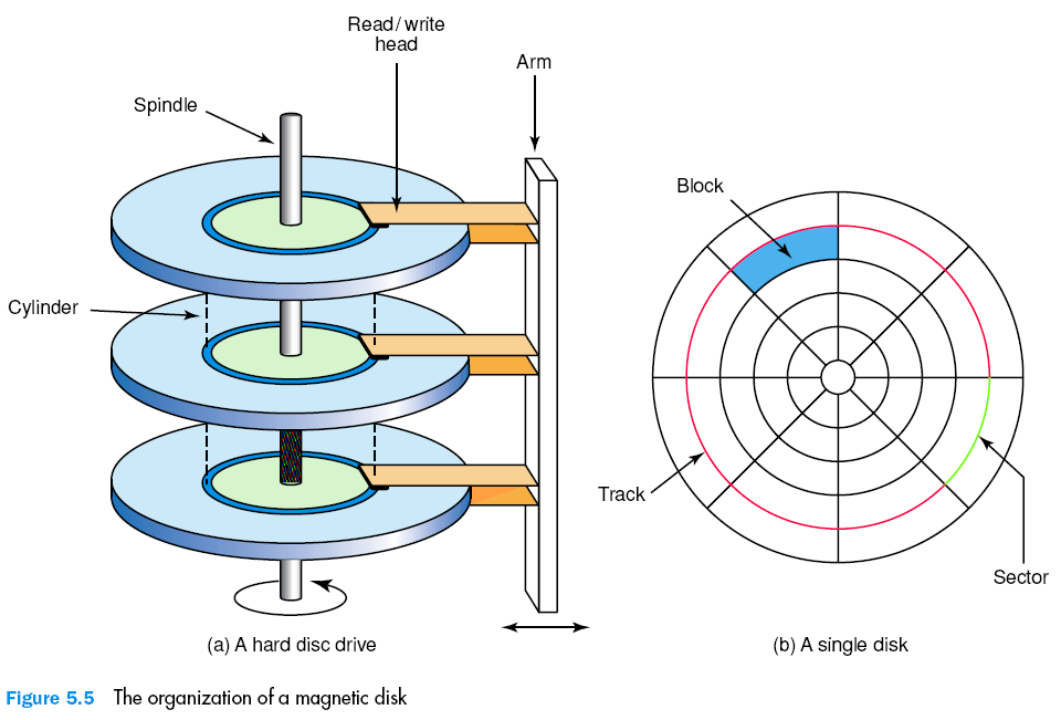 Read/write
head
Arm
Spindle
Cylinder
Block
Track
Sector
(a) A hard disc drive
(b) A single disk
Figure 5.5 The organization of a magnetic disk